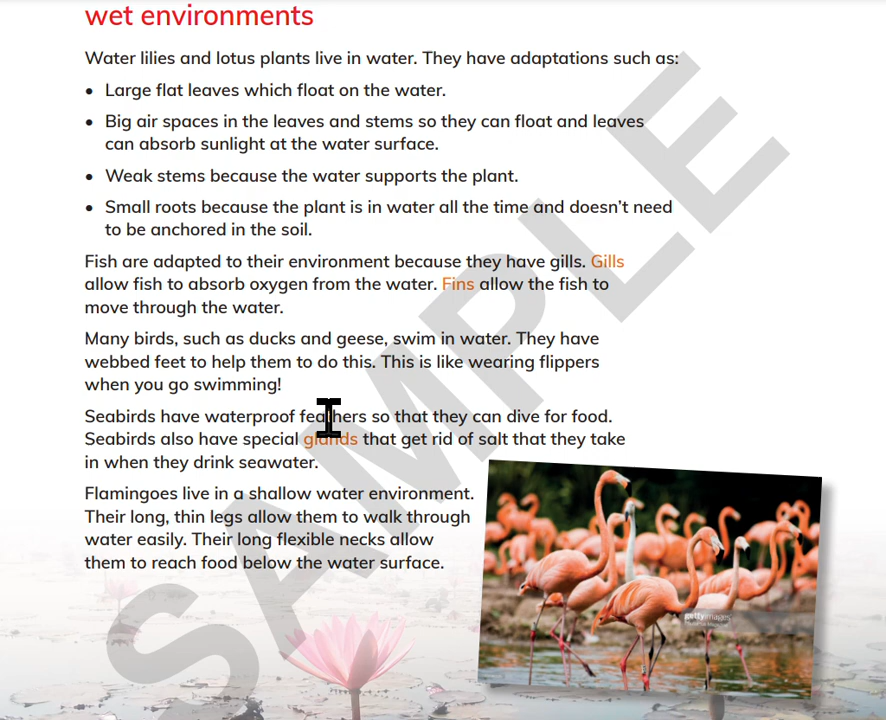 wet environments
Water lilies and lotus plants live in water. They have adaptations such as:
• Large flat leaves which float on the water.
• Big air spaces in the leaves and stems so they can float and leaves
can absorb sunlight at the water surface.
• Weak stems because the water supports the plant.
• Small roots because the plant is in water all the time and doesn't need
to be anchored in the soil.
Fish are adapted to their environment because they have gills. Gills
allow fish to absorb oxygen from the water. Fins allow the fish to
move through the water.
Many birds, such as ducks and geese, swim in water. They have
webbed feet to help them to do this. This is like wearing flippers
when you go swimming!
Seabirds have waterproof feathers so that they can dive for food.
Seabirds also have special glands that get rid of salt that they take
in when they drink seawater.
Flamingoes live in a shallow water environment.
Their long, thin legs allow them to walk through
water easily. Their long flexible necks allow
them to reach food below the water surface.
gettyimages
SAMPLE